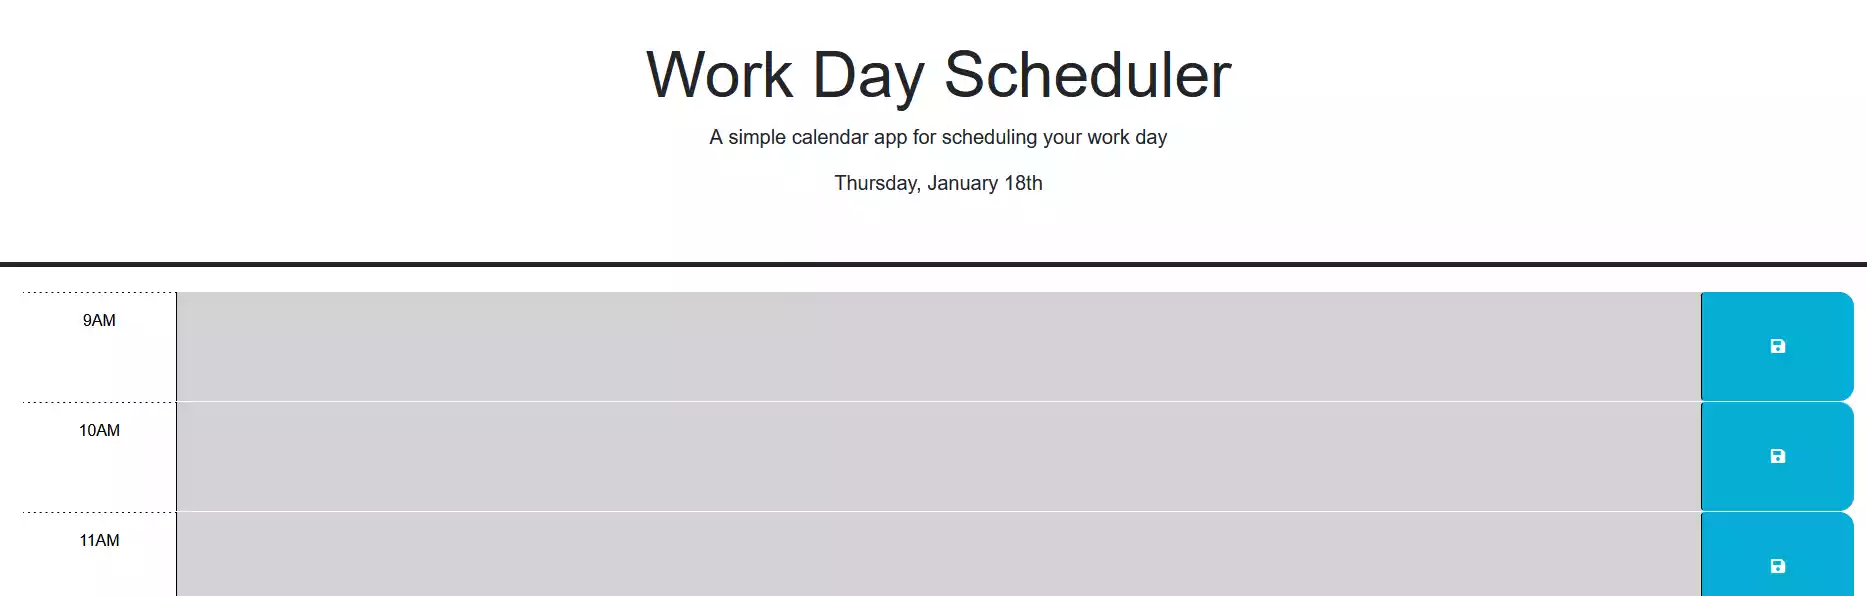 Work Day Scheduler
A simple calendar app for scheduling your work day
Thursday, January 18th
9AM
10AM
11AM